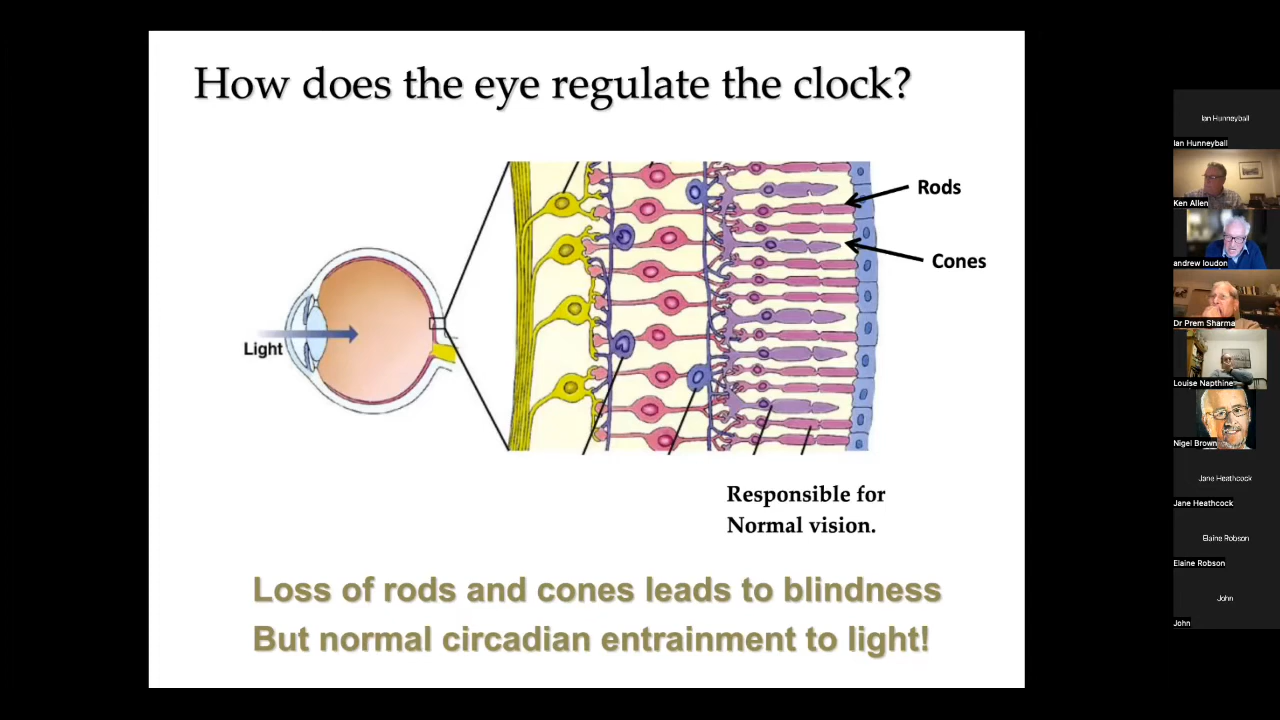 How does the eye regulate the clock?
Rods
Cones
Light
Responsible for
Normal vision.
Loss of rods and cones leads to blindness
But normal circadian entrainment to light!
Ian Hunneyball
Ian Hunneyball
Ken Allen
andrew loudon
Dr Prem Sharma
Louise Napthine
Nigel Brown
Jane Heathcock
Jane Heathcock
Elaine Robson
Elaine Robson
John
John